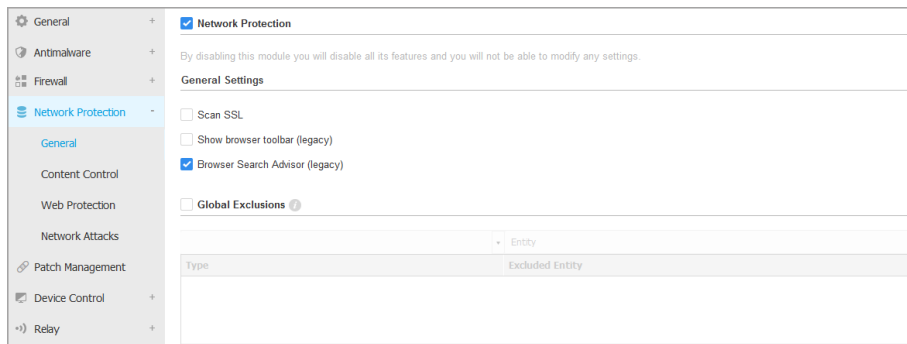 General +
Antimalware +
Firewall +
Network Protection -
General
Content Control
Web Protection
Network Attacks
Patch Management
Device Control +
Relay +
Network Protection
By disabling this module you will disable all its features and you will not be able to modify any settings.
General Settings
Scan SSL
Show browser toolbar (legacy)
Browser Search Advisor (legacy)
Global Exclusions i
Entity
Type Excluded Entity